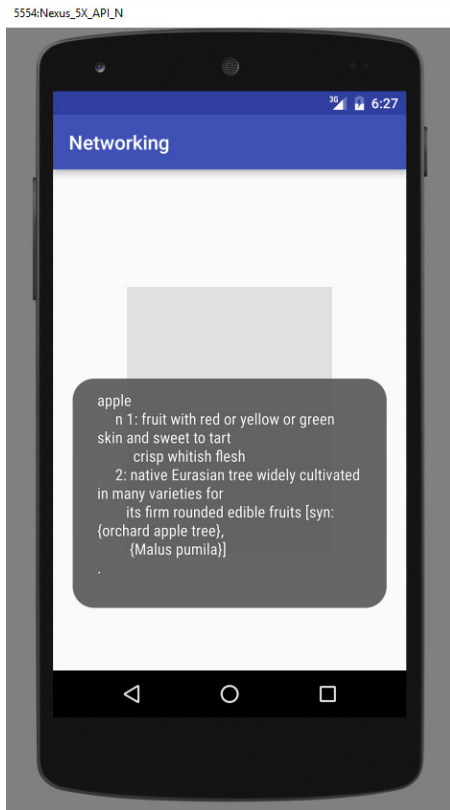 5554:Nexus_5X_API_N
3G 6:27
Networking
apple
n 1: fruit with red or yellow or green
skin and sweet to tart
crisp whitish flesh
2: native Eurasian tree widely cultivated
in many varieties for
its firm rounded edible fruits [syn:
{orchard apple tree},
{Malus pumila}]
.